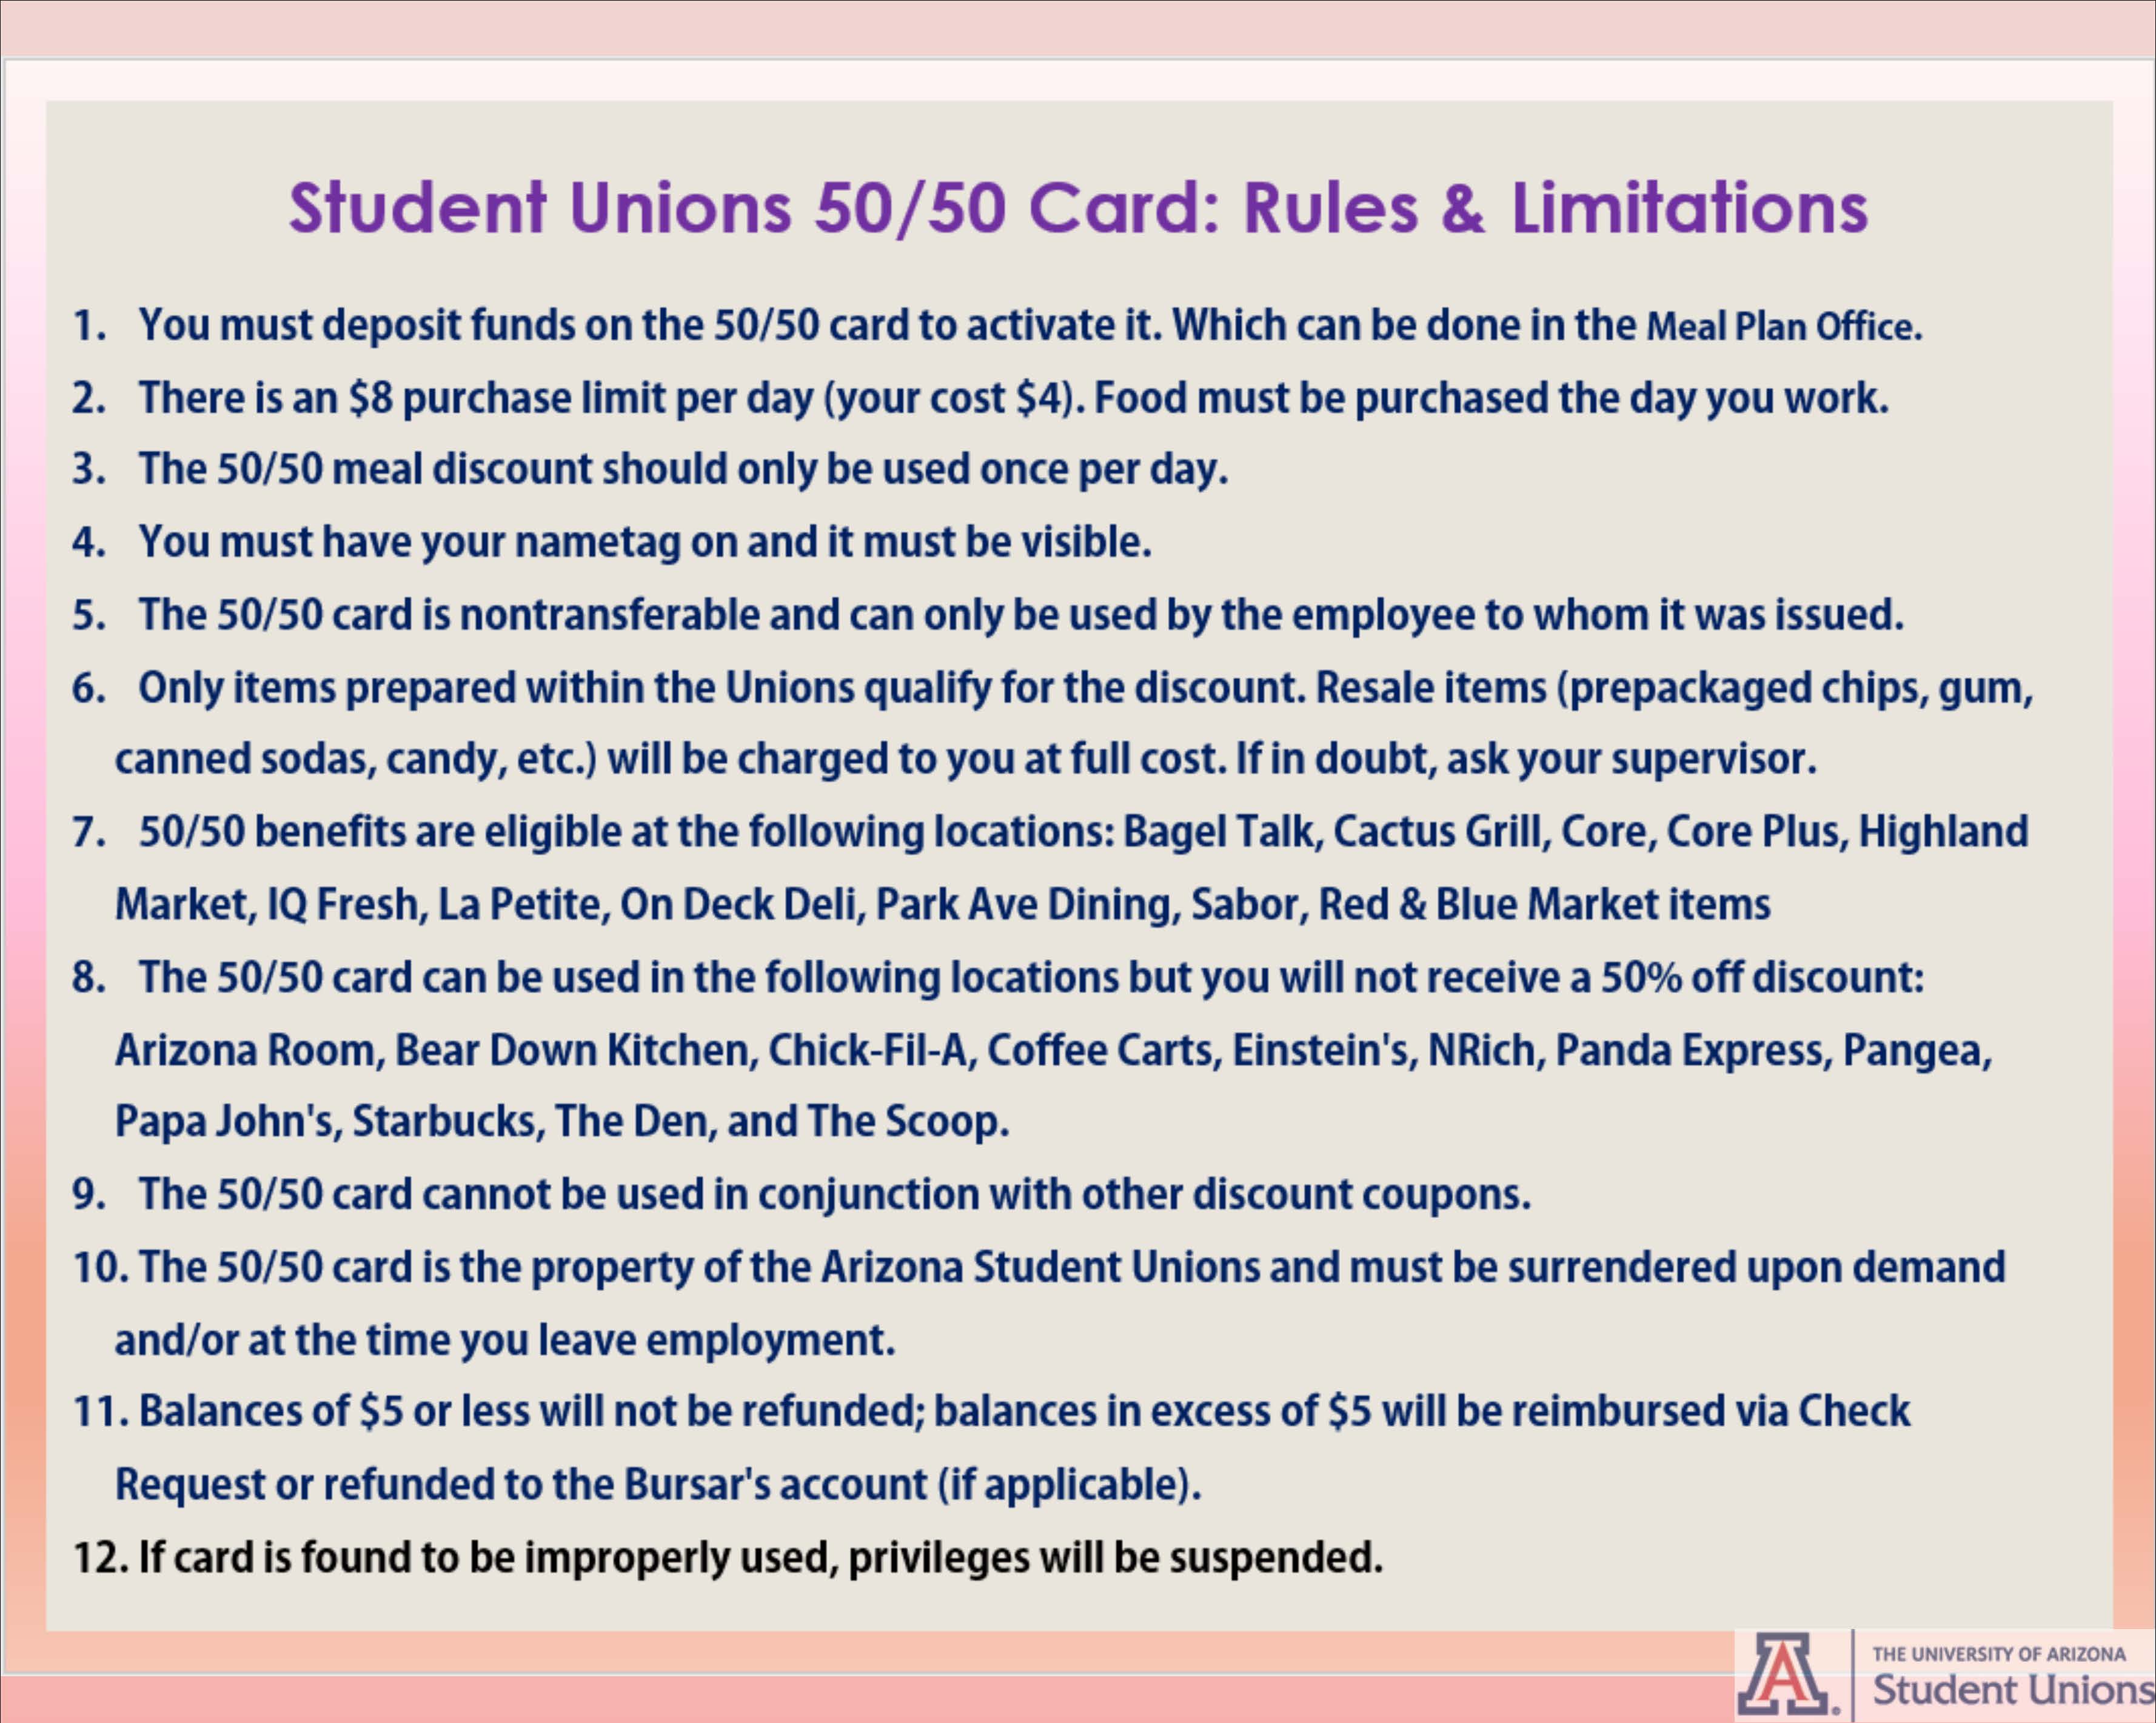 Student Unions 50/50 Card: Rules & Limitations
1. You must deposit funds on the 50/50 card to activate it. Which can be done in the Meal Plan Office.
2. There is an $8 purchase limit per day (your cost $4). Food must be purchased the day you work.
3. The 50/50 meal discount should only be used once per day.
4. You must have your nametag on and it must be visible.
5. The 50/50 card is nontransferable and can only be used by the employee to whom it was issued.
6. Only items prepared within the Unions qualify for the discount. Resale items (prepackaged chips, gum,
canned sodas, candy, etc.) will be charged to you at full cost. If in doubt, ask your supervisor.
7. 50/50 benefits are eligible at the following locations: Bagel Talk, Cactus Grill, Core, Core Plus, Highland
Market, IQ Fresh, La Petite, On Deck Deli, Park Ave Dining, Sabor, Red & Blue Market items
8. The 50/50 card can be used in the following locations but you will not receive a 50% off discount:
Arizona Room, Bear Down Kitchen, Chick-Fil-A, Coffee Carts, Einstein's, NRich, Panda Express, Pangea,
Papa John's, Starbucks, The Den, and The Scoop.
9. The 50/50 card cannot be used in conjunction with other discount coupons.
10. The 50/50 card is the property of the Arizona Student Unions and must be surrendered upon demand
and/or at the time you leave employment.
11. Balances of $5 or less will not be refunded; balances in excess of $5 will be reimbursed via Check
Request or refunded to the Bursar's account (if applicable).
12. If card is found to be improperly used, privileges will be suspended.
A
THE UNIVERSITY OF ARIZONA
Student Unions